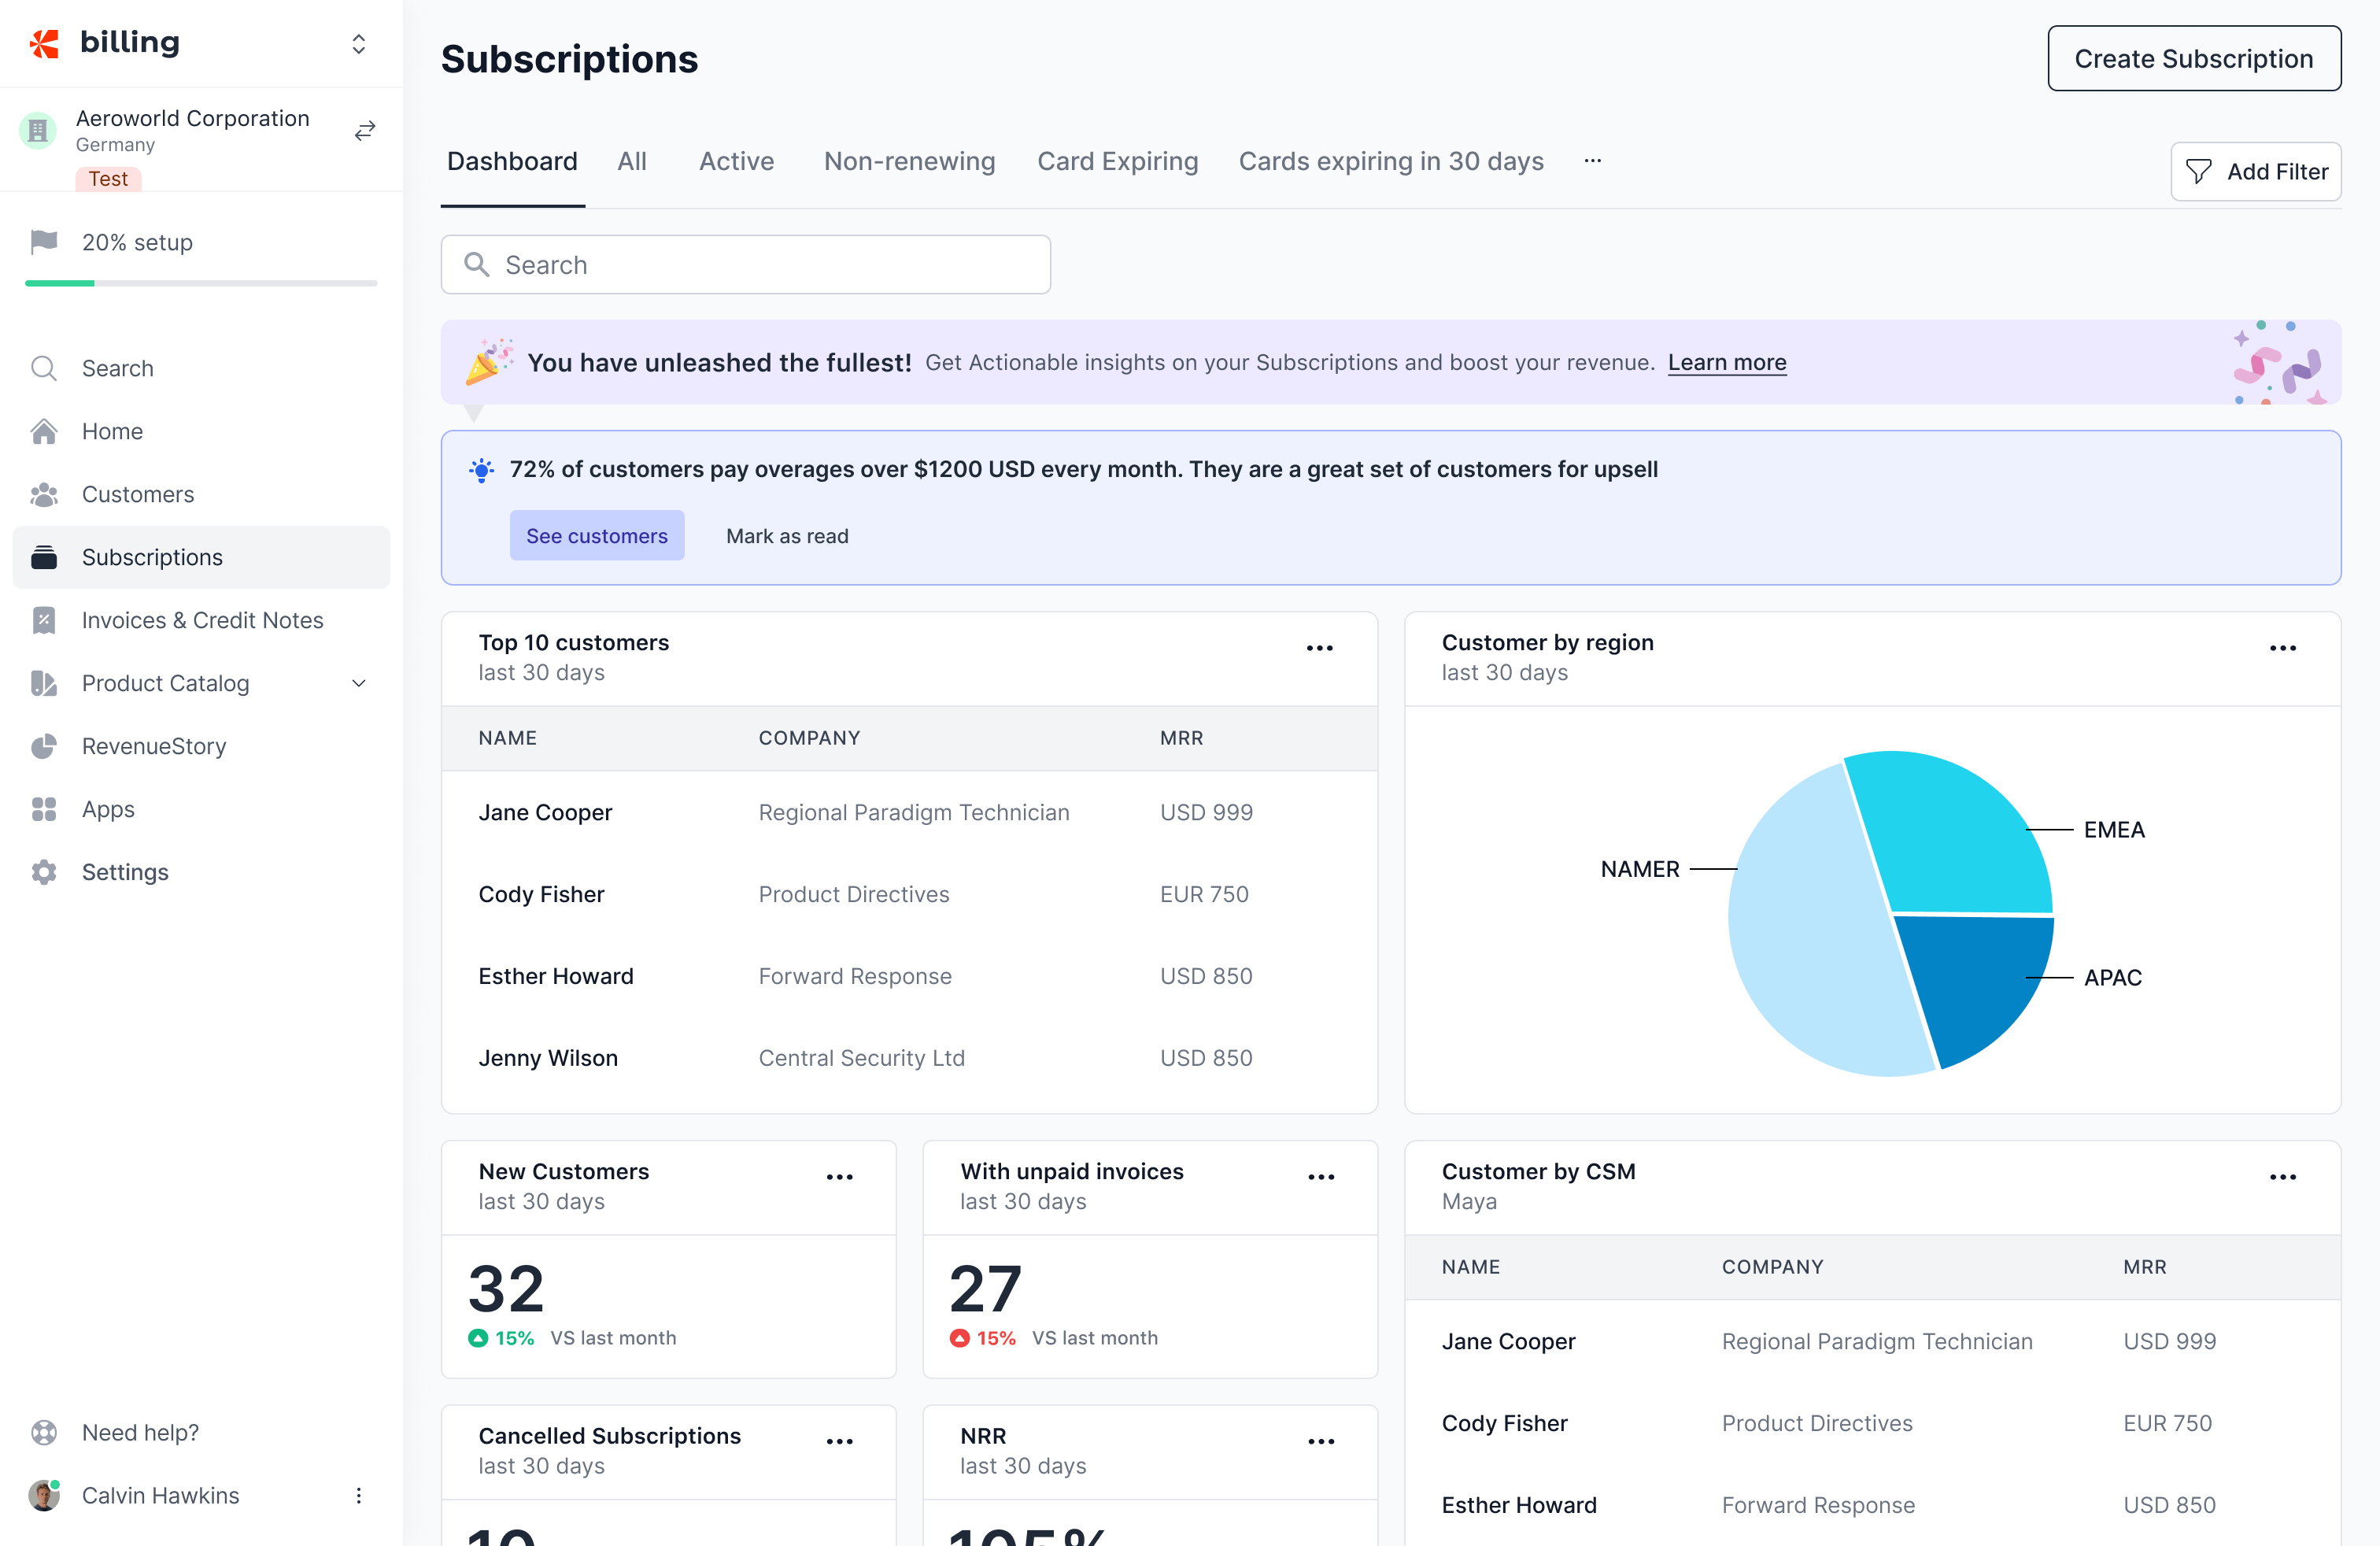 billing
Aeroworld Corporation
Germany
Test
20% setup
Search
Home
Customers
Subscriptions
Invoices & Credit Notes
Product Catalog
RevenueStory
Apps
Settings
Need help?
Calvin Hawkins
Subscriptions
Create Subscription
Dashboard All Active Non-renewing Card Expiring Cards expiring in 30 days ...
Add Filter
Search
You have unleashed the fullest! Get Actionable insights on your Subscriptions and boost your revenue. Learn more
72% of customers pay overages over $1200 USD every month. They are a great set of customers for upsell
See customers Mark as read
Top 10 customers
last 30 days
NAME COMPANY MRR
Jane Cooper Regional Paradigm Technician USD 999
Cody Fisher Product Directives EUR 750
Esther Howard Forward Response USD 850
Jenny Wilson Central Security Ltd USD 850
Customer by region
last 30 days
EMEA
NAMER
APAC
New Customers
last 30 days
32
15% VS last month
With unpaid invoices
last 30 days
27
15% VS last month
Customer by CSM
Maya
NAME COMPANY MRR
Jane Cooper Regional Paradigm Technician USD 999
Cody Fisher Product Directives EUR 750
Esther Howard Forward Response USD 850
Cancelled Subscriptions
last 30 days
NRR
last 30 days
105%